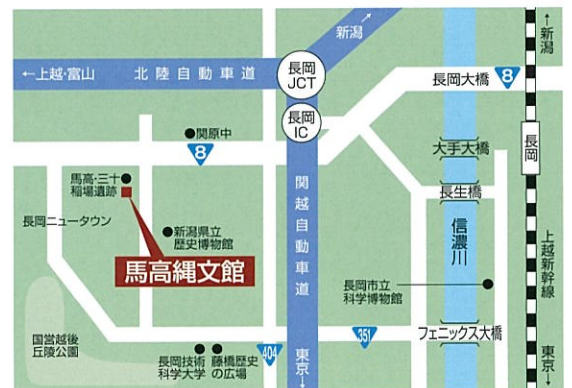 ↑新潟
新潟
←上越・富山 北陸自動車道
長岡
JCT
長岡大橋
8
長岡
IC
関原中
8
大手大橋
長岡
馬高・三十
稲場遺跡
長生橋
関越自動車道
長岡ニュータウン
新潟県立
歴史博物館
信濃川
上越新幹線
馬高縄文館
長岡市立
科学博物館
351
フェニックス大橋
国営越後
丘陵公園
長岡技術
科学大学
藤橋歴史
の広場
404
東京↓
東京↓